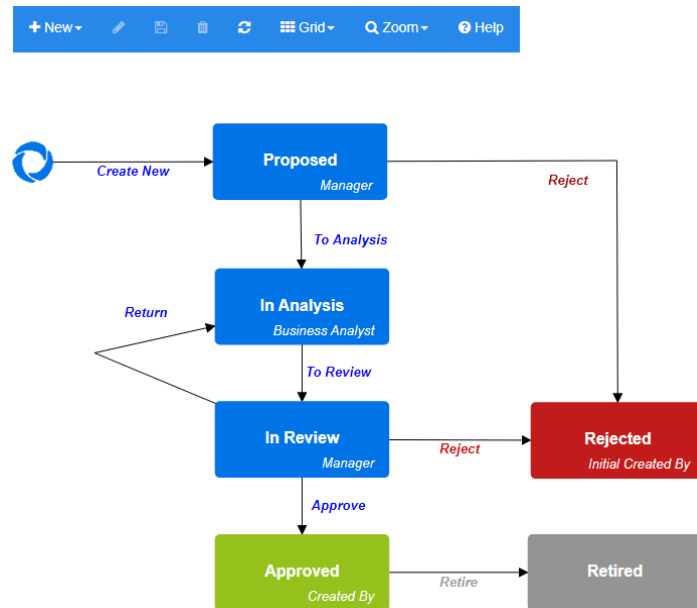 New
Grid
Zoom
Help
Proposed
Manager
Create New
Reject
To Analysis
In Analysis
Business Analyst
Return
To Review
In Review
Manager
Reject
Rejected
Initial Created By
Approve
Approved
Created By
Retire
Retired